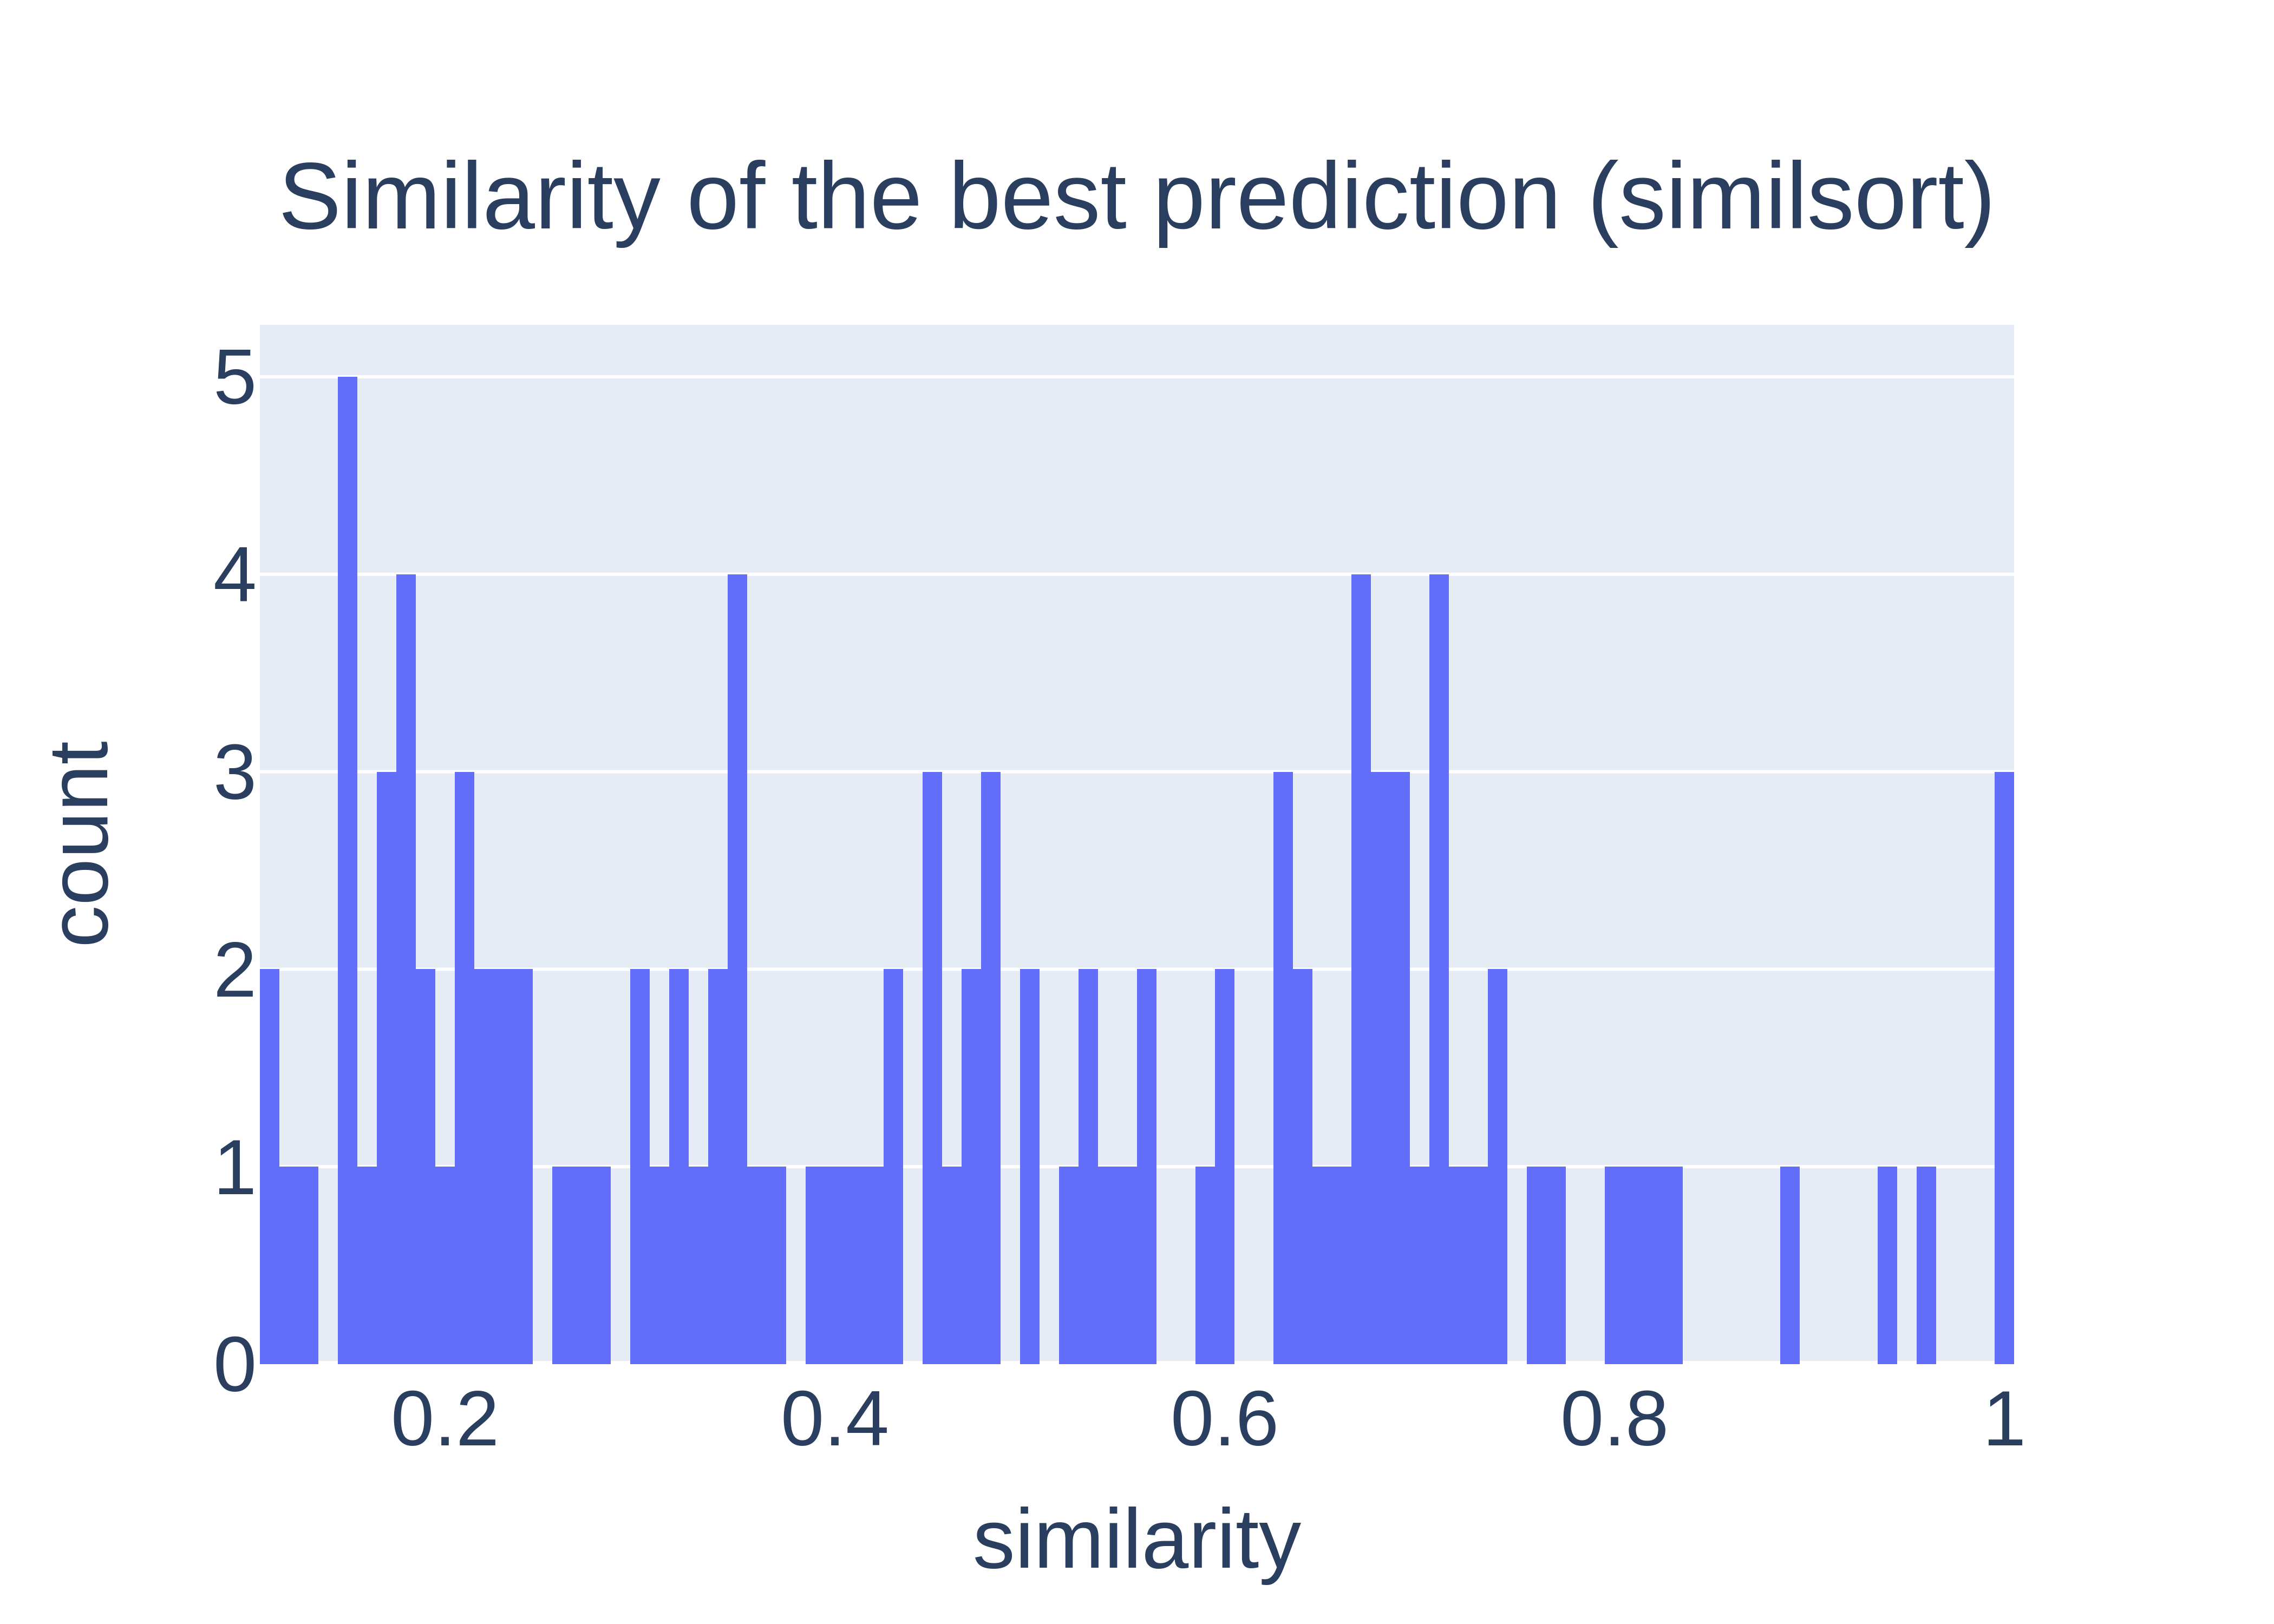 Similarity of the best prediction (similsort)
5
4
3
2
1
0
count
0.2 0.4 0.6 0.8 1
similarity